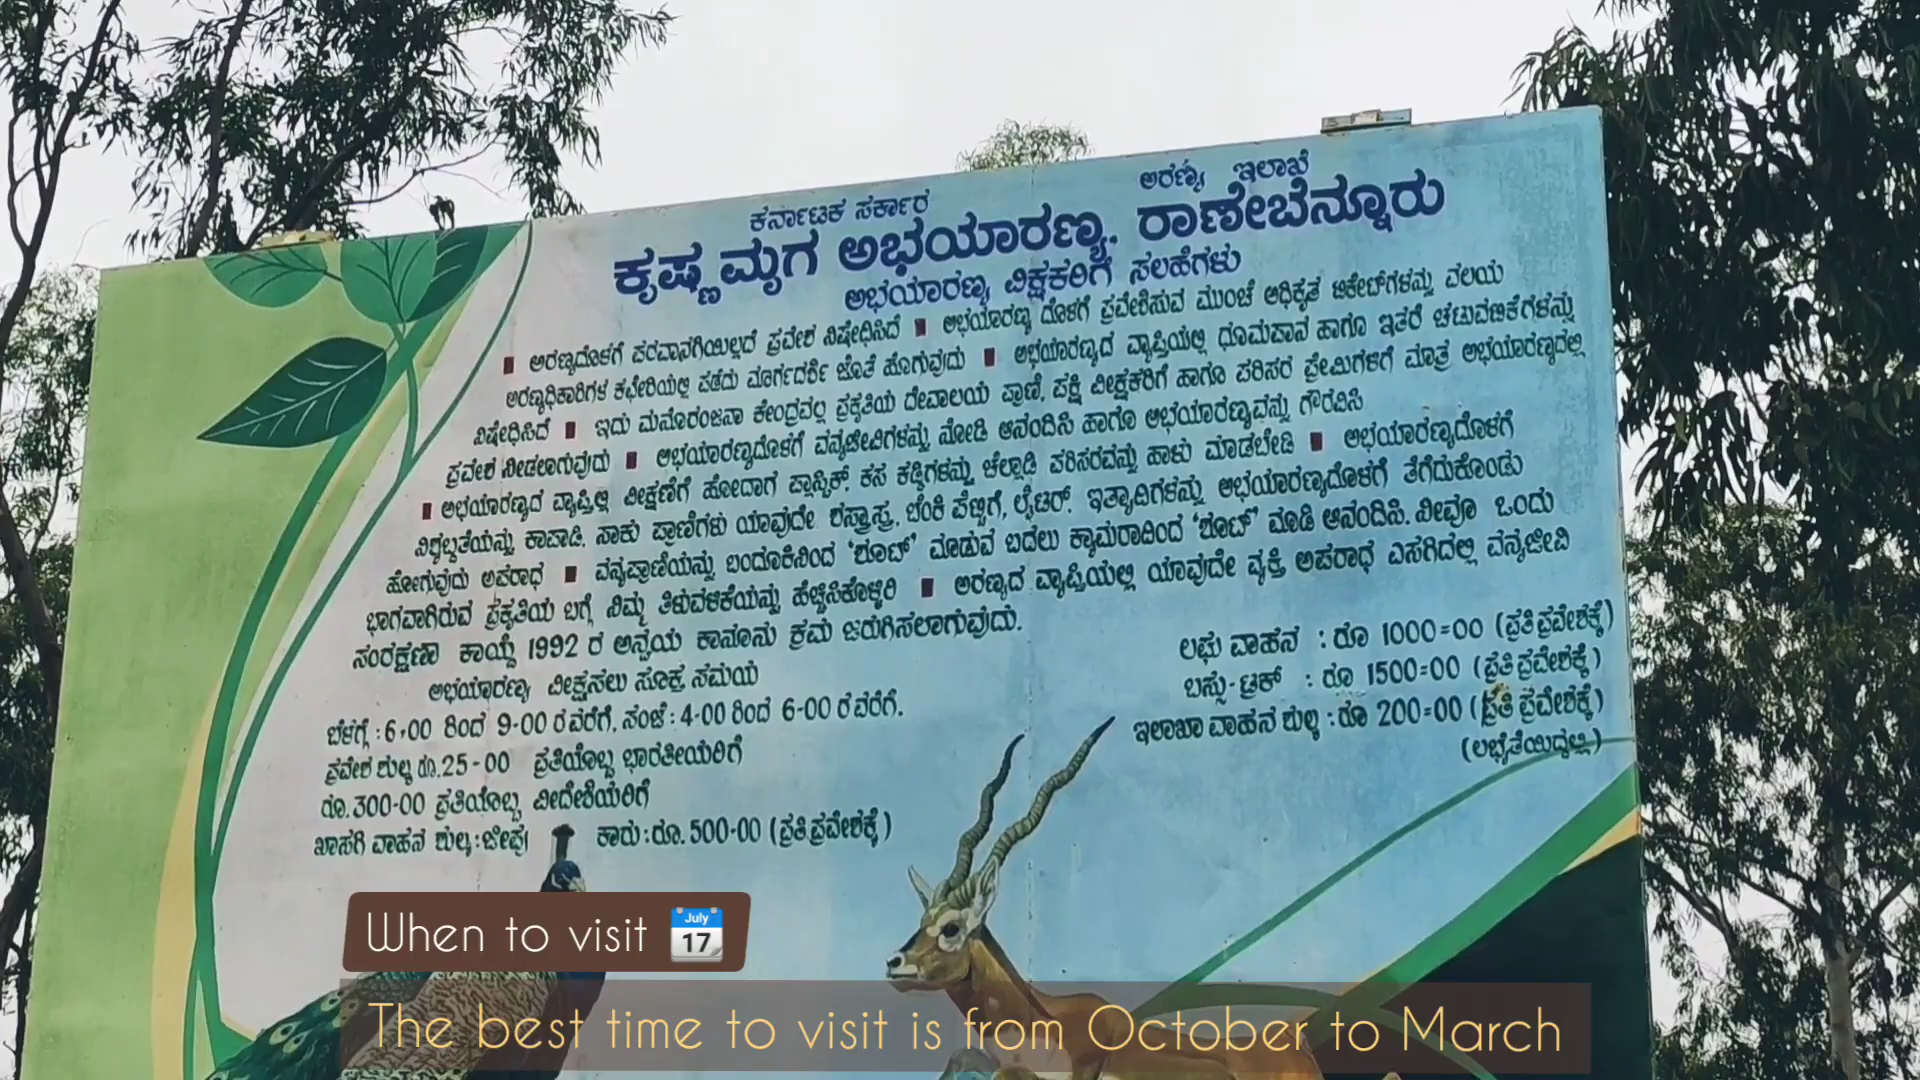 ಕರ್ನಾಟಕ ಸರ್ಕಾರ ಅರಣ್ಯ ಇಲಾಖೆ
ಕೃಷ್ಣಮೃಗ ಅಭಯಾರಣ್ಯ. ರಾಣೇಬೆನ್ನೂರು
ಅಭಯಾರಣ್ಯ ವಿಕ್ಷಕರಿಗೆ ಸಲಹೆಗಳು
ಅರಣ್ಯದೊಳಗೆ ಪರವಾನಗಿಯಿಲ್ಲದೆ ಪ್ರವೇಶ ನಿಷೇಧಿಸಿದೆ ▪ ಅಭಯಾರಣ್ಯ ದೊಳಗೆ ಪ್ರವೇಶಿಸುವ ಮುಂಚೆ ಅಧಿಕೃತ ಟಿಕೇಟ್‌ಗಳನ್ನು ವಲಯ
ಅರಣ್ಯಧಿಕಾರಿಗಳ ಕಛೇರಿಯಲ್ಲಿ ಪಡೆದು ಮಾರ್ಗದರ್ಶಿ ಜೊತೆ ಹೊಗುವುದು ▪ ಅಭಯಾರಣ್ಯದ ವ್ಯಾಪ್ತಿಯಲ್ಲಿ ಧೂಮಪಾನ ಹಾಗೂ ಇತರೆ ಚಟುವಣಿಕೆಗಳನ್ನು
ನಿಷೇಧಿಸಿದೆ ▪ ಇದು ಮನೂರಂಜನಾ ಕೇಂದ್ರವಲ್ಲ ಪ್ರಕೃತಿಯ ದೇವಾಲಯ ಪ್ರಾಣಿ, ಪಕ್ಷಿ ವೀಕ್ಷಕರಿಗೆ ಹಾಗೂ ಪರಿಸರ ಪ್ರೇಮಿಗಳಿಗೆ ಮಾತ್ರ ಅಭಯಾರಣ್ಯದಲ್ಲಿ
ಪ್ರವೇಶ ನೀಡಲಾಗುವುದು ▪ ಅಭಯಾರಣ್ಯದೊಳಗೆ ವನ್ಯಜೀವಿಗಳನ್ನು ನೋಡಿ ಆನಂದಿಸಿ ಹಾಗೂ ಅಭಯಾರಣ್ಯವನ್ನು ಗೌರವಿಸಿ
▪ ಅಭಯಾರಣ್ಯದ ವ್ಯಾಪ್ತಿಲ್ಲಿ ವೀಕ್ಷಣೆಗೆ ಹೋದಾಗ ಪ್ಲಾಸ್ಟಿಕ್, ಕಸ ಕಡ್ಡಿಗಳನ್ನು ಚೆಲ್ಲಾಡಿ ಪರಿಸರವನ್ನು ಹಾಳು ಮಾಡಬೇಡಿ ▪ ಅಭಯಾರಣ್ಯದೊಳಗೆ
ನಿಶ್ಯಬ್ದತೆಯನ್ನು ಕಾಪಾಡಿ. ಸಾಕು ಪ್ರಾಣಿಗಳು ಯಾವುದೇ ಶಸ್ತ್ರಾಸ್ತ್ರ, ಬೆಂಕಿ ಪೆಟ್ಟಿಗೆ, ಲೈಟರ್. ಇತ್ಯಾದಿಗಳನ್ನು ಅಭಯಾರಣ್ಯದೊಳಗೆ ತೆಗೆದುಕೊಂಡು
ಹೋಗುವುದು ಅಪರಾಧ ▪ ವನ್ಯಪ್ರಾಣಿಯನ್ನು ಬಂದೂಕಿನಿಂದ 'ಶೂಟ್' ಮಾಡುವ ಬದಲು ಕ್ಯಾಮರಾದಿಂದ 'ಶೂಟ್' ಮಾಡಿ ಆನಂದಿಸಿ. ನೀವೂ ಒಂದು
ಭಾಗವಾಗಿರುವ ಪ್ರಕೃತಿಯ ಬಗ್ಗೆ ನಿಮ್ಮ ತಿಳುವಳಿಕೆಯನ್ನು ಹೆಚ್ಚಿಸಿಕೊಳ್ಳಿರಿ ▪ ಅರಣ್ಯದ ವ್ಯಾಪ್ತಿಯಲ್ಲಿ ಯಾವುದೇ ವ್ಯಕ್ತಿ ಅಪರಾಧ ಎಸಗಿದಲ್ಲಿ ವನ್ಯಜೀವಿ
ಸಂರಕ್ಷಣಾ ಕಾಯ್ದೆ 1992 ರ ಅನ್ವಯ ಕಾನೂನು ಕ್ರಮ ಜರುಗಿಸಲಾಗುವುದು.
ಅಭಯಾರಣ್ಯ ವೀಕ್ಷಿಸಲು ಸೂಕ್ತ ಸಮಯ
ಬೆಳಗ್ಗೆ : 6-00 ರಿಂದ 9-00 ರ ವರೆಗೆ, ಸಂಜೆ : 4-00 ರಿಂದ 6-00 ರ ವರೆಗೆ.
ಪ್ರವೇಶ ಶುಲ್ಕ ರೂ.25-00 ಪ್ರತಿಯೊಬ್ಬ ಭಾರತೀಯರಿಗೆ
ರೂ. 300-00 ಪ್ರತಿಯೊಬ್ಬ ವೀದೇಶಿಯರಿಗೆ
ಖಾಸಗಿ ವಾಹನ ಶುಲ್ಕ : ಜೀಪು/ ಕಾರು : ರೂ. 500-00 (ಪ್ರತಿ ಪ್ರವೇಶಕ್ಕೆ)
ಲಘು ವಾಹನ : ರೂ 1000=00 (ಪ್ರತಿ ಪ್ರವೇಶಕ್ಕೆ)
ಬಸ್ಸು- ಟ್ರಕ್ : ರೂ 1500=00 (ಪ್ರತಿ ಪ್ರವೇಶಕ್ಕೆ)
ಇಲಾಖಾ ವಾಹನ ಶುಲ್ಕ : ರೂ 200=00 (ಪ್ರತಿ ಪ್ರವೇಶಕ್ಕೆ)
(ಲಭ್ಯತೆಯಿದ್ದಲ್ಲಿ)
When to visit
July
17
The best time to visit is from October to March